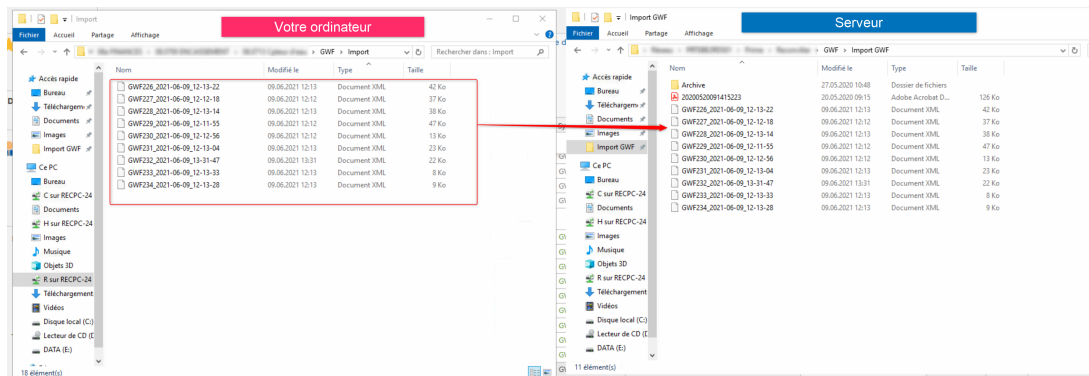 Votre ordinateur
Import
Fichier Accueil Partage Affichage
GWF Import Rechercher dans : Import
Nom Modifié le Type Taille
Accès rapide
Bureau
Téléchargem
Documents
Images
Import GWF
Ce PC
Bureau
C sur RECPC-24
Documents
H sur RECPC-24
Images
Musique
Objets 3D
R sur RECPC-24
Téléchargement
Vidéos
Disque local (C:)
Lecteur de CD (D
DATA (E:)
GWF226_2021-06-09_12-13-22 09.06.2021 12:13 Document XML 42 Ko
GWF227_2021-06-09_12-12-18 09.06.2021 12:12 Document XML 37 Ko
GWF228_2021-06-09_12-13-14 09.06.2021 12:13 Document XML 38 Ko
GWF229_2021-06-09_12-11-55 09.06.2021 12:12 Document XML 47 Ko
GWF230_2021-06-09_12-12-56 09.06.2021 12:12 Document XML 13 Ko
GWF231_2021-06-09_12-13-04 09.06.2021 12:13 Document XML 23 Ko
GWF232_2021-06-09_13-31-47 09.06.2021 13:31 Document XML 22 Ko
GWF233_2021-06-09_12-13-33 09.06.2021 12:13 Document XML 8 Ko
GWF234_2021-06-09_12-13-28 09.06.2021 12:13 Document XML 9 Ko
18 élément(s)
Serveur
Import GWF
Fichier Accueil Partage Affichage
GWF Import GWF
Nom Modifié le Type Taille
Accès rapide
Bureau
Téléchargem
Documents
Images
Import GWF
Ce PC
Bureau
C sur RECPC-24
Documents
H sur RECPC-24
Images
Musique
Objets 3D
R sur RECPC-24
Téléchargement
Vidéos
Disque local (C:)
Lecteur de CD (D
DATA (E:)
Archive 27.05.2020 10:48 Dossier de fichiers
20200520091415223 20.05.2020 09:15 Adobe Acrobat D... 126 Ko
GWF226_2021-06-09_12-13-22 09.06.2021 12:13 Document XML 42 Ko
GWF227_2021-06-09_12-12-18 09.06.2021 12:12 Document XML 37 Ko
GWF228_2021-06-09_12-13-14 09.06.2021 12:13 Document XML 38 Ko
GWF229_2021-06-09_12-11-55 09.06.2021 12:12 Document XML 47 Ko
GWF230_2021-06-09_12-12-56 09.06.2021 12:12 Document XML 13 Ko
GWF231_2021-06-09_12-13-04 09.06.2021 12:13 Document XML 23 Ko
GWF232_2021-06-09_13-31-47 09.06.2021 13:31 Document XML 22 Ko
GWF233_2021-06-09_12-13-33 09.06.2021 12:13 Document XML 8 Ko
GWF234_2021-06-09_12-13-28 09.06.2021 12:13 Document XML 9 Ko
11 élément(s)